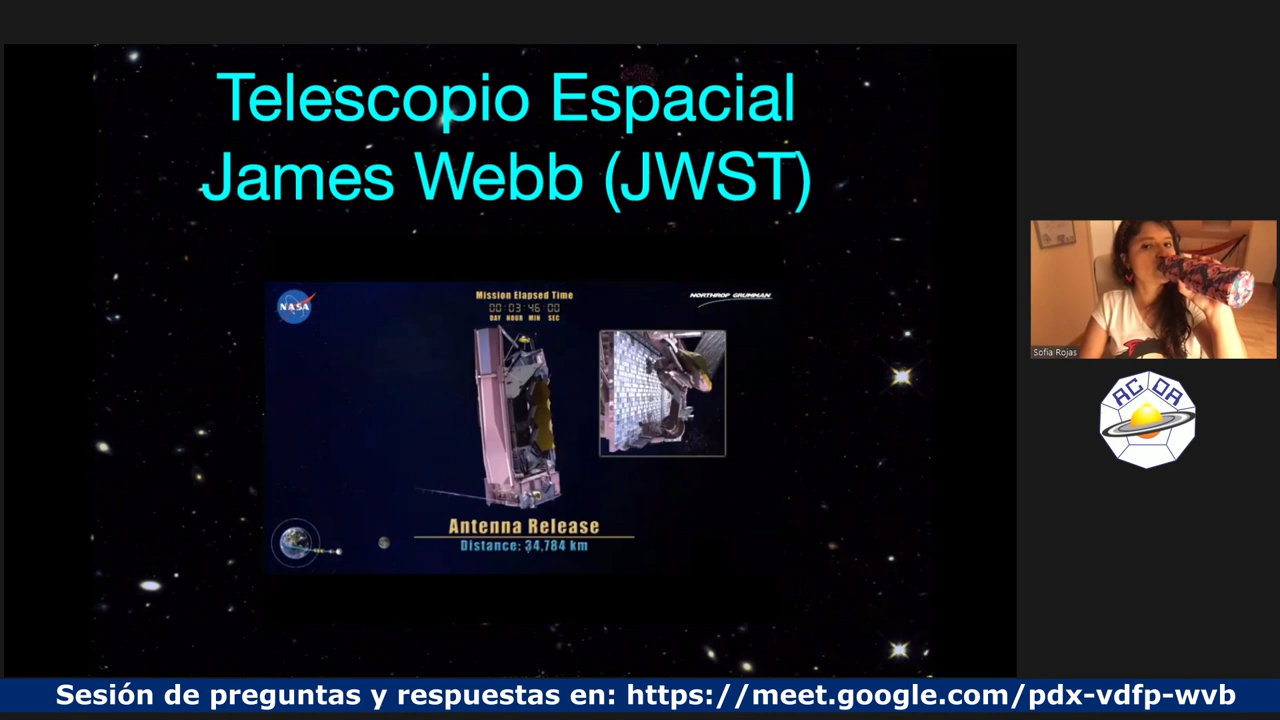 Telescopio Espacial
James Webb (JWST)
NASA
Mission Elapsed Time
00:03:46:00
DAY HOUR MIN SEC
NORTHROP GRUMMAN
Antenna Release
Distance: 34,784 km
Sofia Rojas
ACDA
Sesión de preguntas y respuestas en: https://meet.google.com/pdx-vdfp-wvb